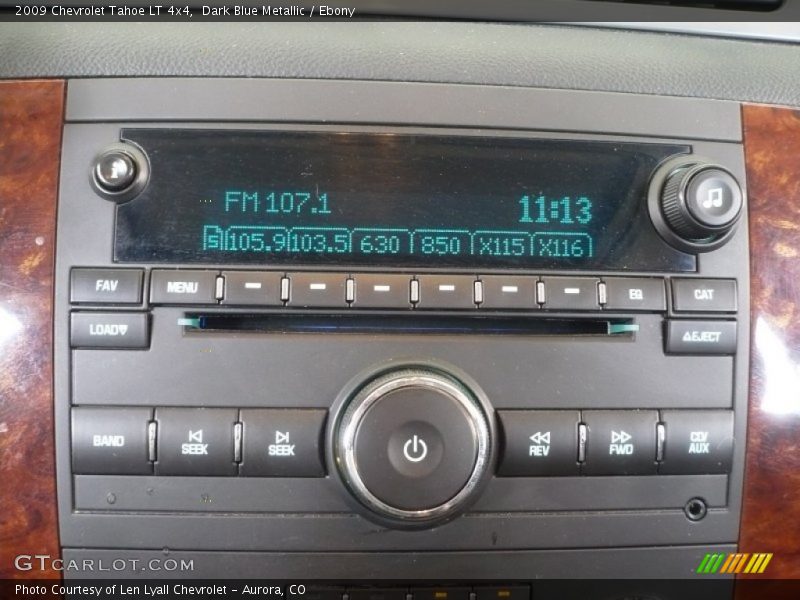 2009 Chevrolet Tahoe LT 4x4, Dark Blue Metallic / Ebony
FM 107.1 11:13
5 105.9 103.5 630 850 X115 X116
FAV MENU EQ CAT
LOAD EJECT
BAND SEEK SEEK REV FWD CD/AUX
GTCARLOT.COM
Photo Courtesy of Len Lyall Chevrolet - Aurora, CO